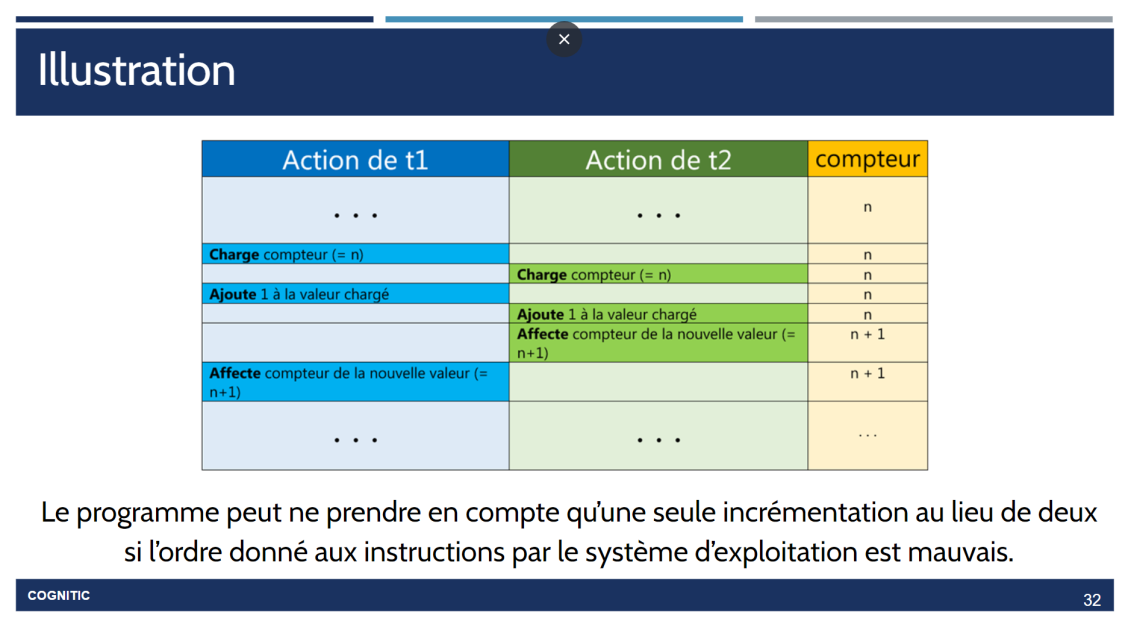 Illustration
Action de t1 Action de t2 compteur
. . . . . . n
Charge compteur (= n) n
Charge compteur (= n) n
Ajoute 1 à la valeur chargé n
Ajoute 1 à la valeur chargé n
Affecte compteur de la nouvelle valeur (= n + 1
n+1)
Affecte compteur de la nouvelle valeur (= n + 1
n+1)
. . . . . . . . .
Le programme peut ne prendre en compte qu’une seule incrémentation au lieu de deux
si l’ordre donné aux instructions par le système d’exploitation est mauvais.
COGNITIC 32